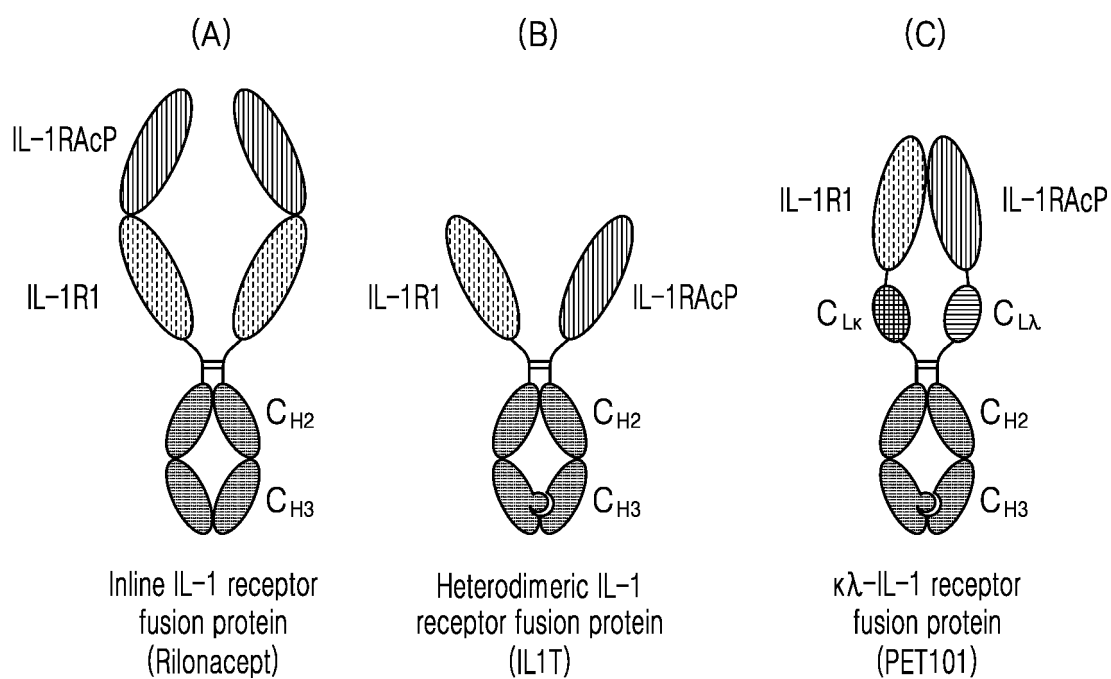 (A)
(B)
(C)
IL-1RAcP
IL-1R1
IL-1R1
IL-1RAcP
IL-1R1
IL-1RAcP
CLκ
CLλ
CH2
CH2
CH2
CH3
CH3
CH3
Inline IL-1 receptor
fusion protein
(Rilonacept)
Heterodimeric IL-1
receptor fusion protein
(IL1T)
κλ-IL-1 receptor
fusion protein
(PET101)